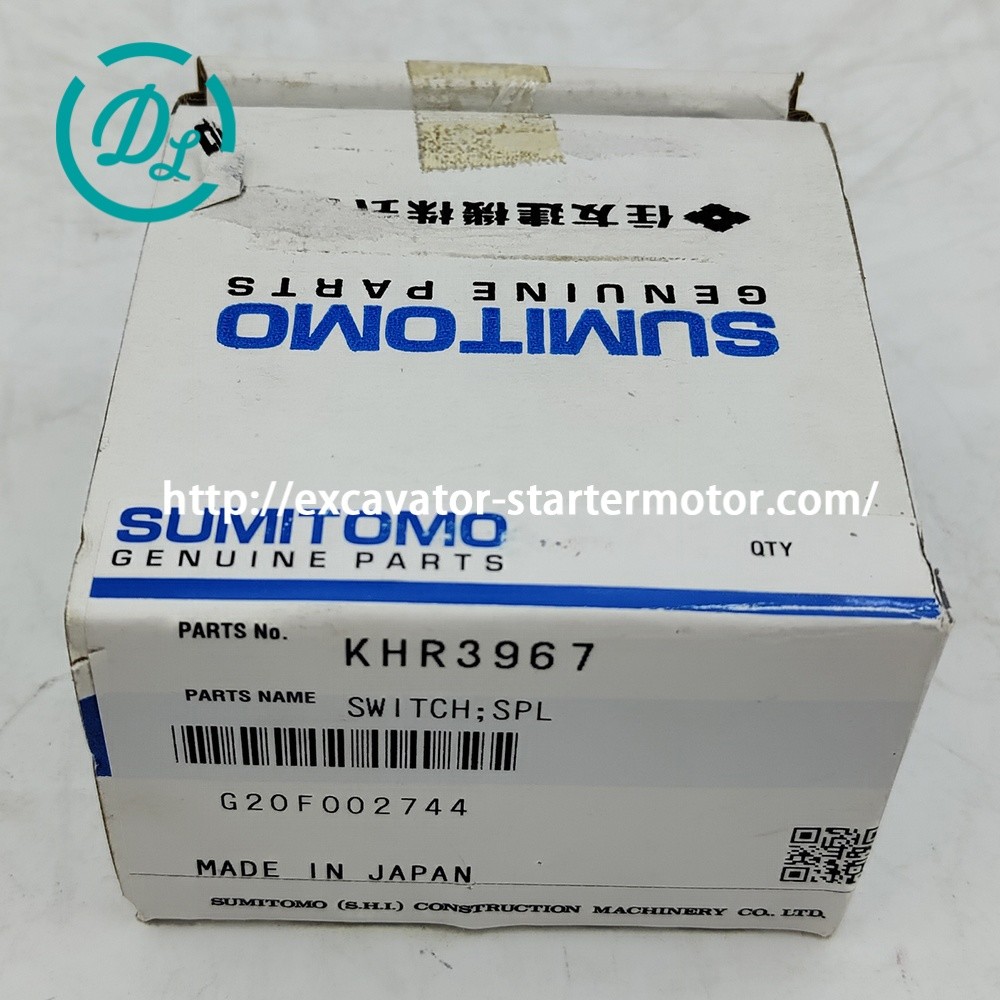 DL
住友建機株式
GENUINE PARTS
SUMITOMO
http://excavator-startermotor.com/
SUMITOMO
GENUINE PARTS
QTY
PARTS No. KHR3967
PARTS NAME SWITCH;SPL
G20F002744
MADE IN JAPAN
SUMITOMO (S.H.I.) CONSTRUCTION MACHINERY CO., LTD.